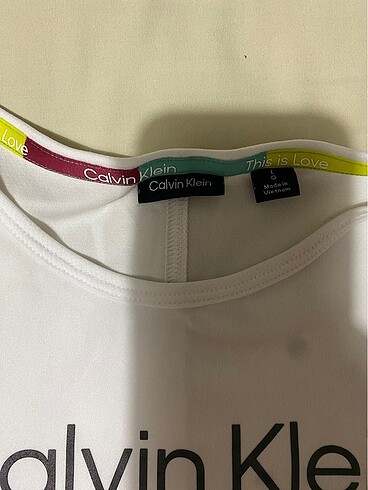 Love
Calvin Klein
This is Love
Calvin Klein
L
G
Made in
Vietnam
alvin Kle